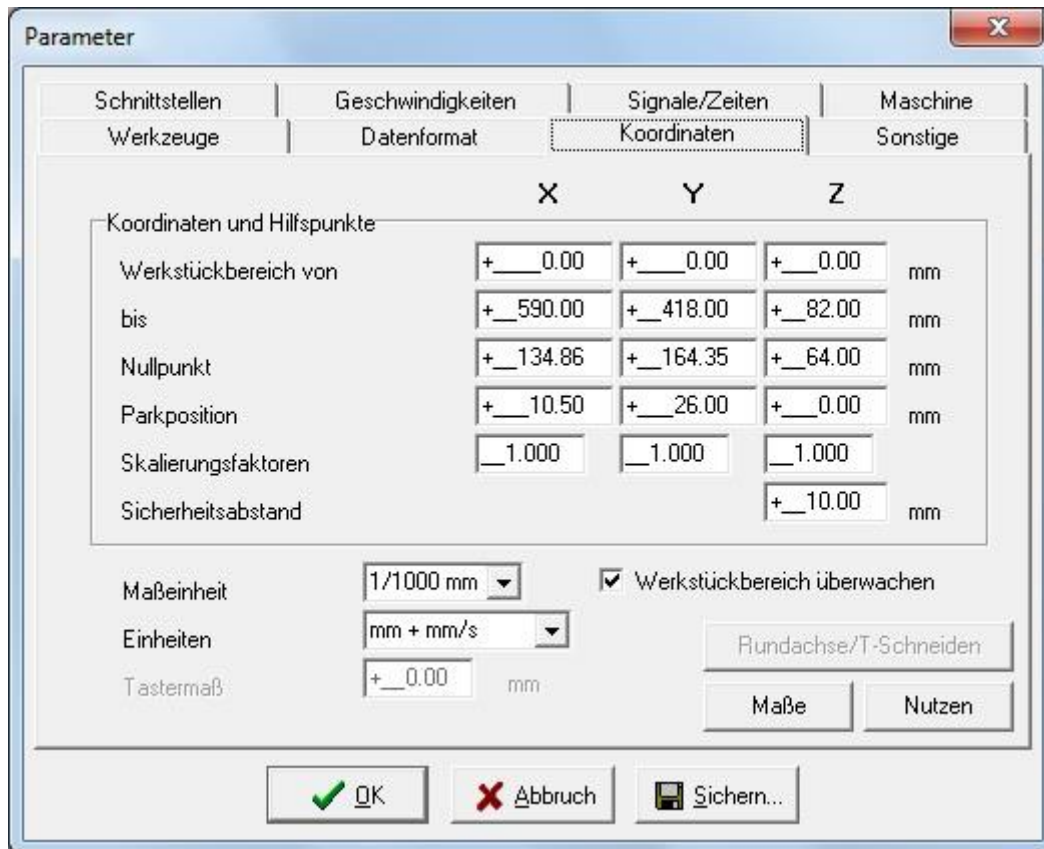 Parameter
Schnittstellen Geschwindigkeiten Signale/Zeiten Maschine
Werkzeuge Datenformat Koordinaten Sonstige
X Y Z
Koordinaten und Hilfspunkte
Werkstückbereich von +____0.00 +____0.00 +___0.00 mm
bis +__590.00 +__418.00 +__82.00 mm
Nullpunkt +__134.86 +__164.35 +__64.00 mm
Parkposition +___10.50 +___26.00 +___0.00 mm
Skalierungsfaktoren __1.000 __1.000 __1.000
Sicherheitsabstand +__10.00 mm
Maßeinheit 1/1000 mm Werkstückbereich überwachen
Einheiten mm + mm/s Rundachse/T-Schneiden
Tastermaß +__0.00 mm
Maße Nutzen
OK Abbruch Sichern...